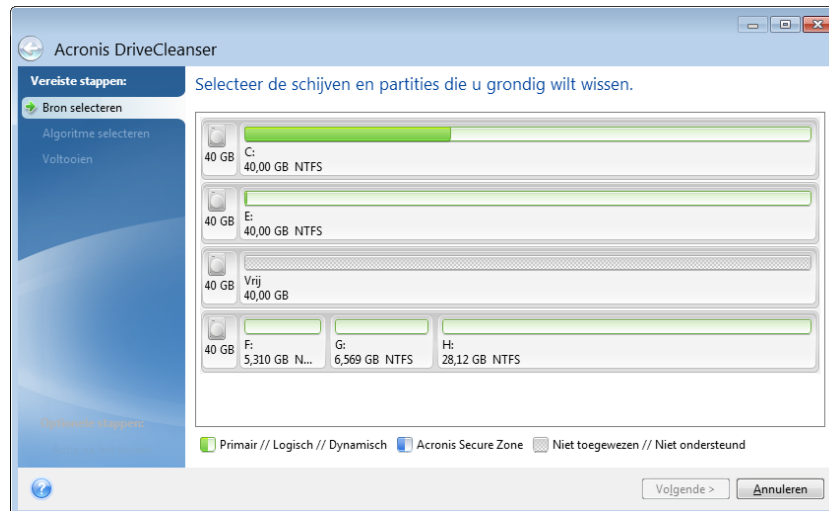 Acronis DriveCleanser
Vereiste stappen:
Bron selecteren
Algoritme selecteren
Voltooien
Selecteer de schijven en partities die u grondig wilt wissen.
40 GB
C:
40,00 GB NTFS
40 GB
E:
40,00 GB NTFS
40 GB
Vrij
40,00 GB
40 GB
F:
5,310 GB N...
G:
6,569 GB NTFS
H:
28,12 GB NTFS
Primair // Logisch // Dynamisch
Acronis Secure Zone
Niet toegewezen // Niet ondersteund
Volgende >
Annuleren